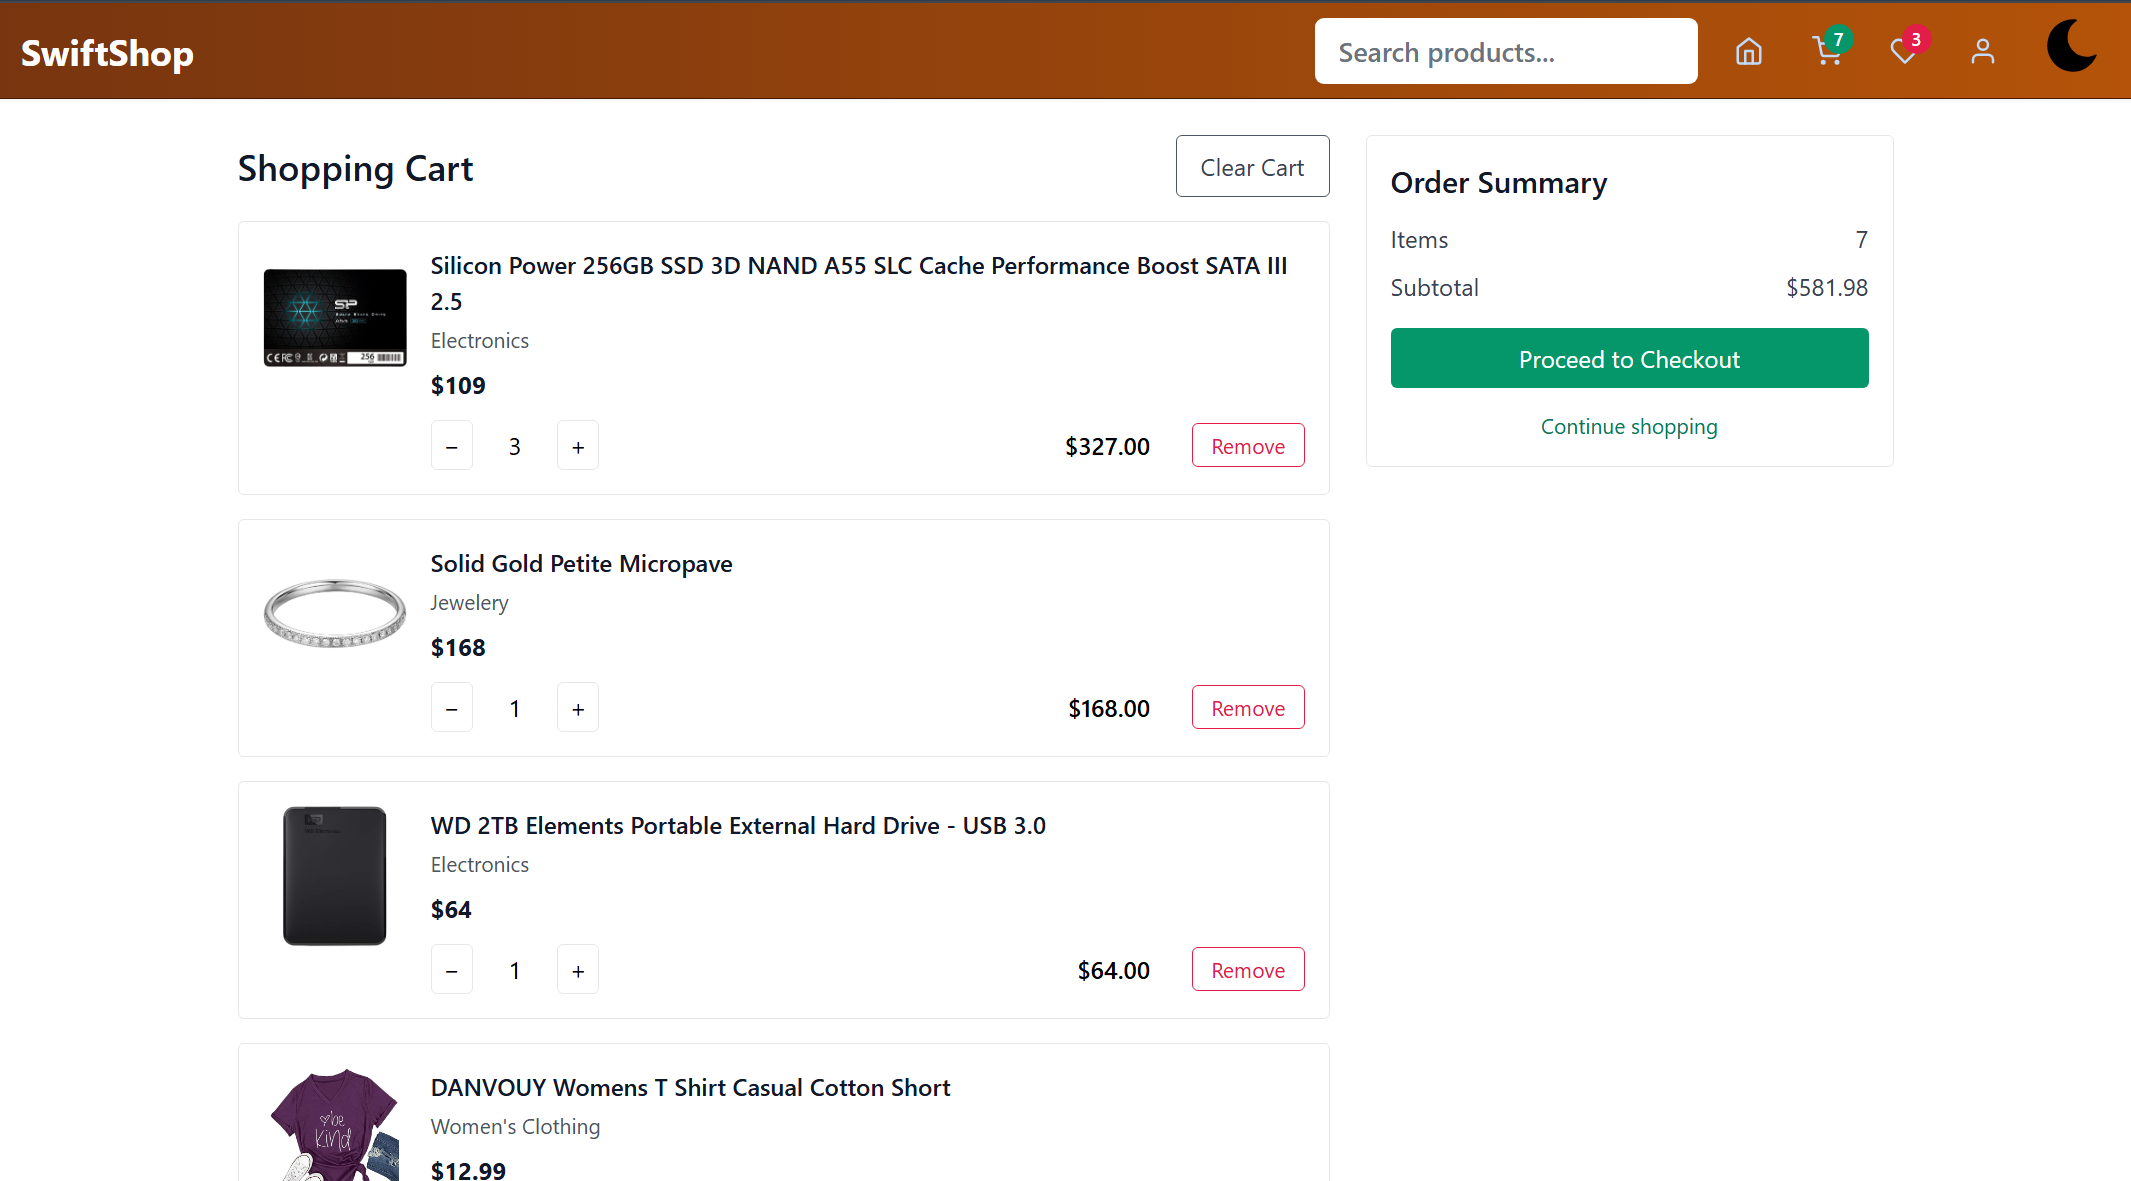 SwiftShop
Search products...
7
3
Shopping Cart
Clear Cart
Silicon Power 256GB SSD 3D NAND A55 SLC Cache Performance Boost SATA III
2.5
Electronics
$109
SP
256
−
3
+
$327.00
Remove
Solid Gold Petite Micropave
Jewelery
$168
−
1
+
$168.00
Remove
WD 2TB Elements Portable External Hard Drive - USB 3.0
Electronics
$64
−
1
+
$64.00
Remove
DANVOUY Womens T Shirt Casual Cotton Short
Women's Clothing
$12.99
be
kind
Order Summary
Items
7
Subtotal
$581.98
Proceed to Checkout
Continue shopping